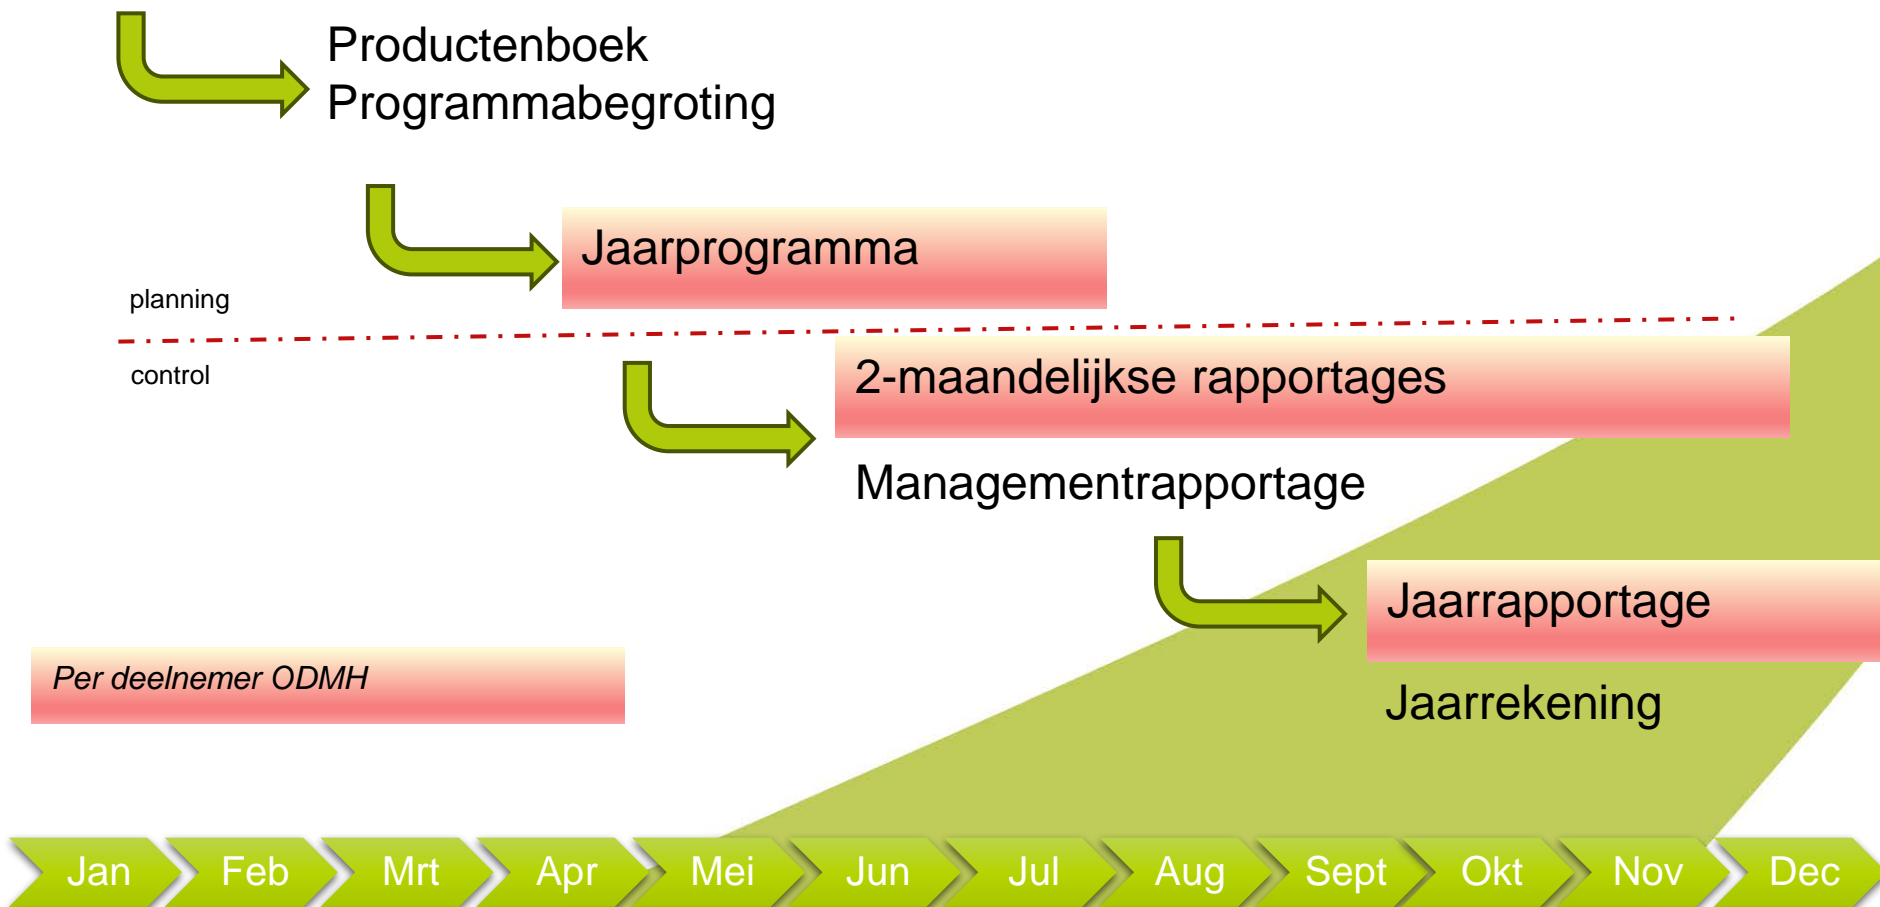 Productenboek
Programmabegroting
Jaarprogramma
planning
control
2-maandelijkse rapportages
Managementrapportage
Jaarrapportage
Per deelnemer ODMH
Jaarrekening
Jan Feb Mrt Apr Mei Jun Jul Aug Sept Okt Nov Dec